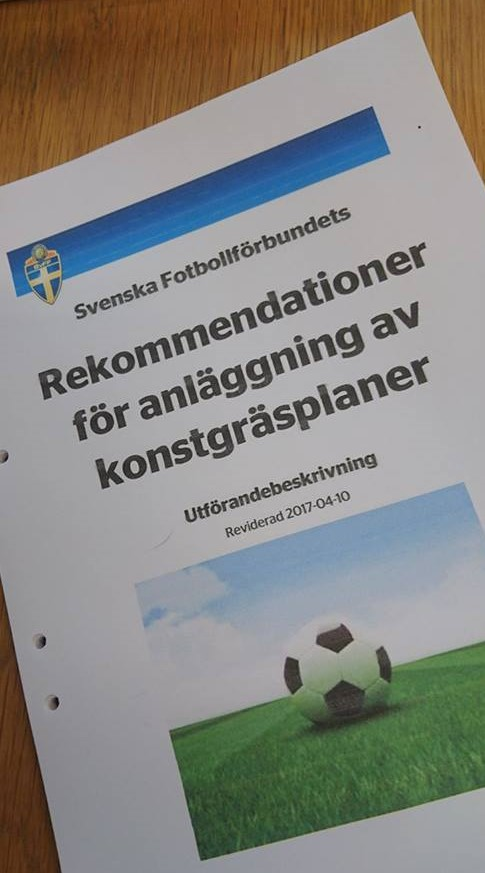 Svenska Fotbollförbundets
Rekommendationer
för anläggning av
konstgräsplaner
Utförandebeskrivning
Reviderad 2017-04-10